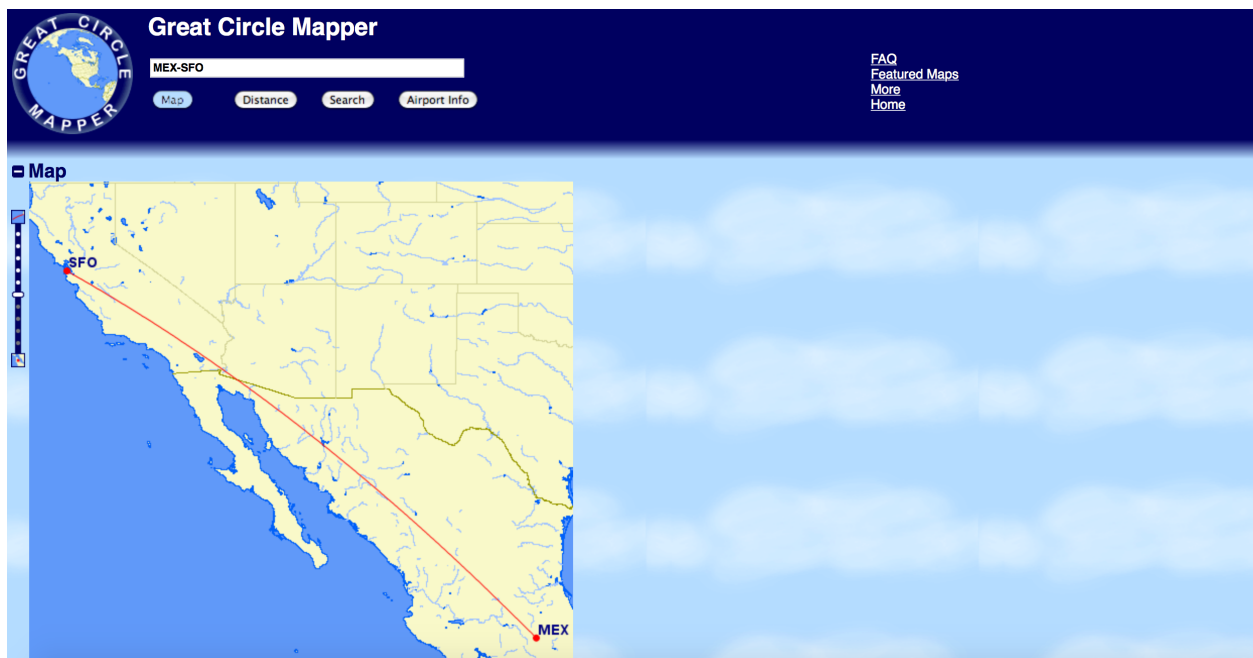 GREAT CIRCLE
MAPPER
Great Circle Mapper
MEX-SFO
Map
Distance
Search
Airport Info
FAQ
Featured Maps
More
Home
Map
SFO
MEX